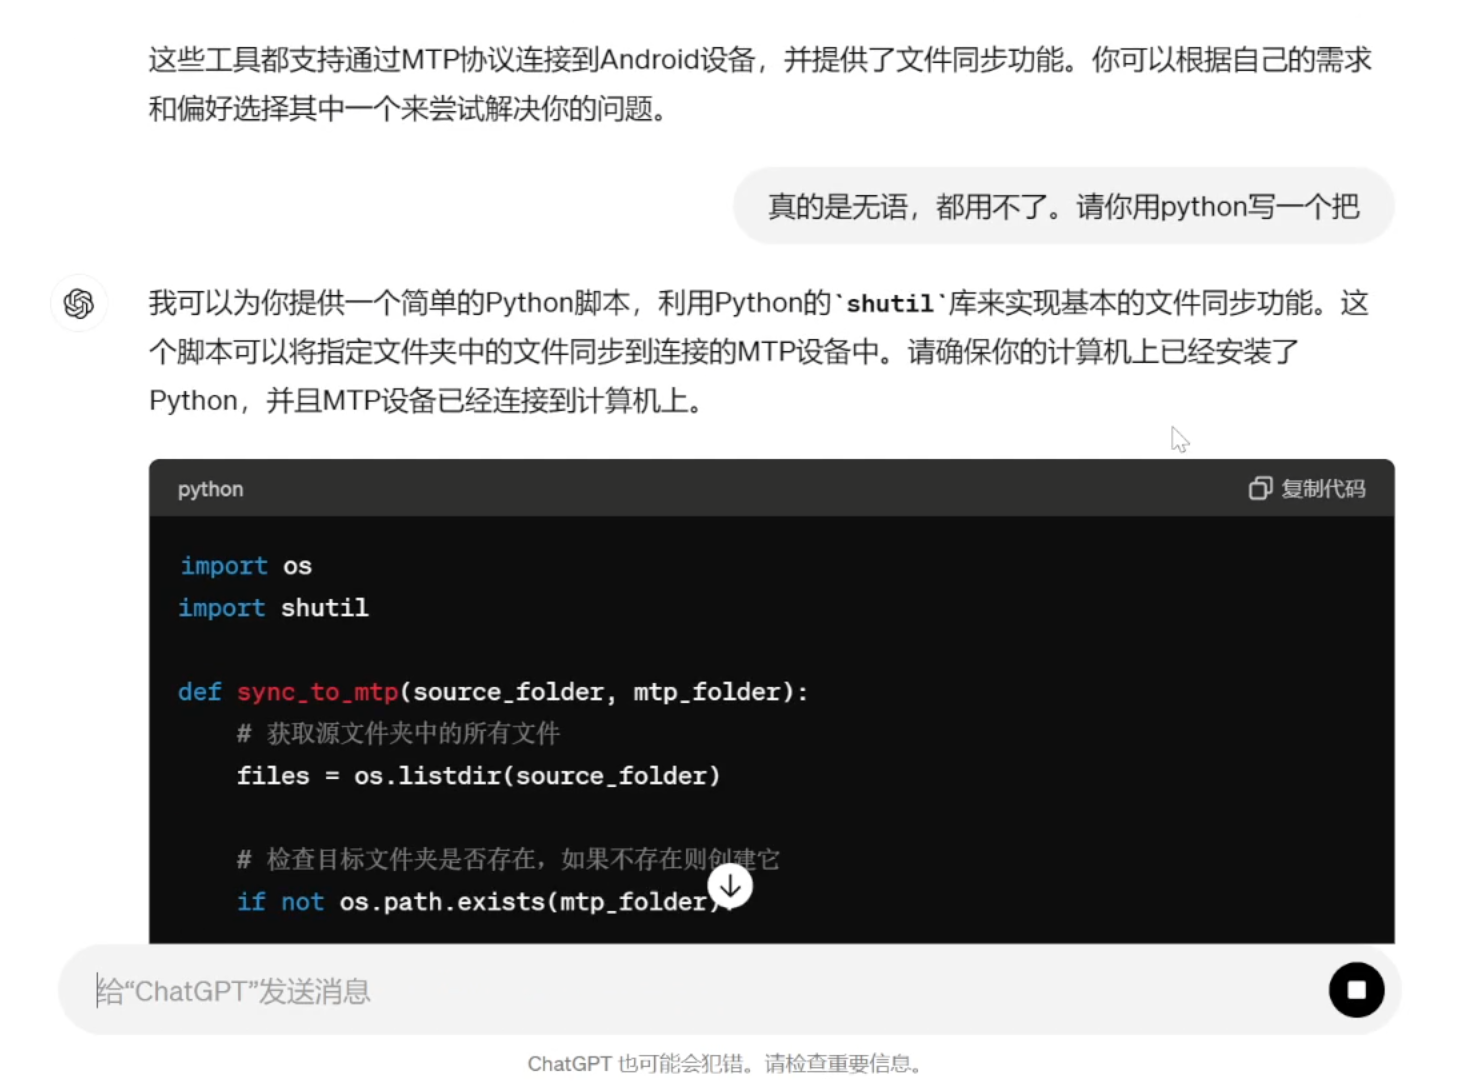 这些工具都支持通过MTP协议连接到Android设备，并提供了文件同步功能。你可以根据自己的需求
和偏好选择其中一个来尝试解决你的问题。
真的是无语，都用不了。请你用python写一个把
我可以为你提供一个简单的Python脚本，利用Python的`shutil`库来实现基本的文件同步功能。这
个脚本可以将指定文件夹中的文件同步到连接的MTP设备中。请确保你的计算机上已经安装了
Python，并且MTP设备已经连接到计算机上。
python
复制代码
import os
import shutil
def sync_to_mtp(source_folder, mtp_folder):
# 获取源文件夹中的所有文件
files = os.listdir(source_folder)
# 检查目标文件夹是否存在，如果不存在则创建它
if not os.path.exists(mtp_folder):
给“ChatGPT”发送消息
ChatGPT 也可能会犯错。请检查重要信息。